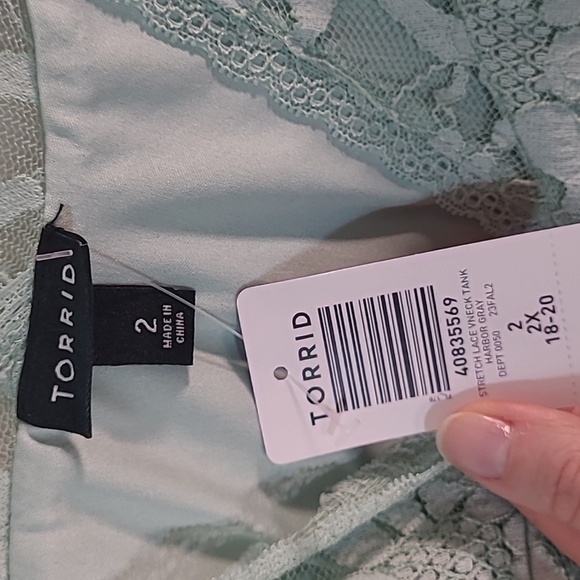 TORRID
2
MADE IN
CHINA
TORRID
40835569
STRETCH LACE VNECK TANK
HARBOR GRAY
DEPT 0050 23FAL2
2
2X
18-20